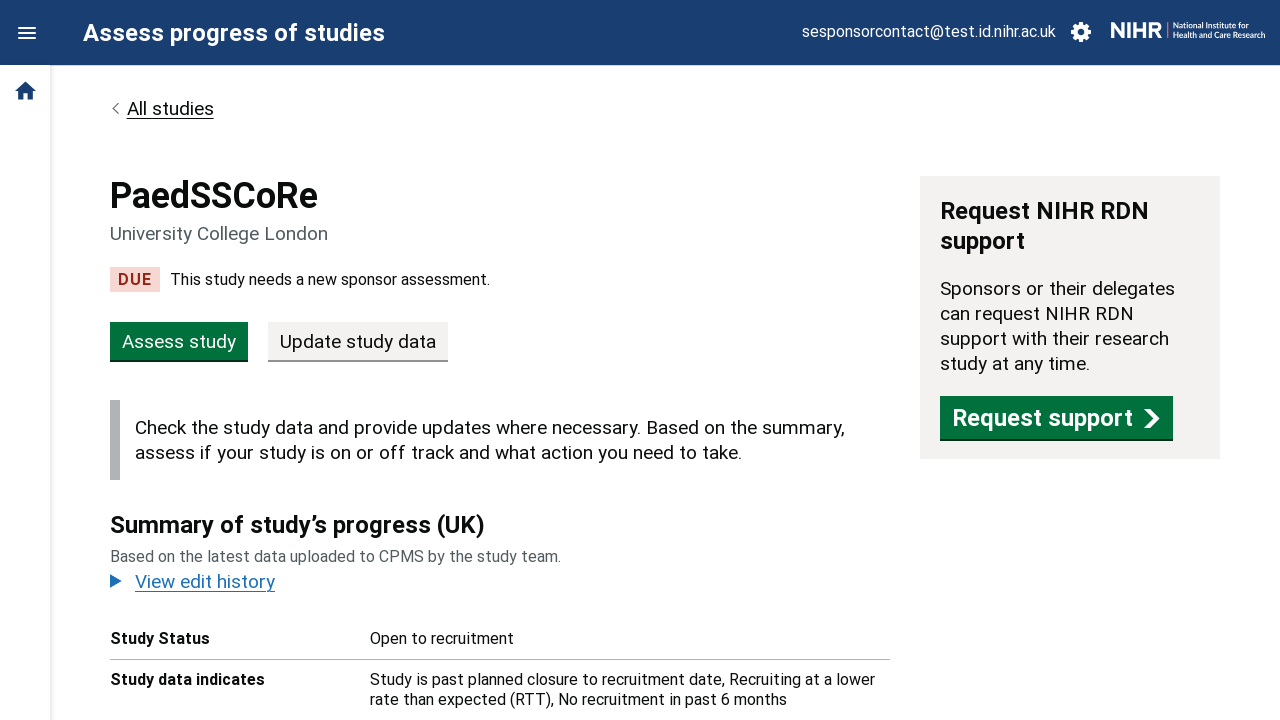 Assess progress of studies
sesponsorcontact@test.id.nihr.ac.uk
NIHR | National Institute for
Health and Care Research
All studies
PaedSSCoRe
University College London
DUE This study needs a new sponsor assessment.
Assess study
Update study data
Check the study data and provide updates where necessary. Based on the summary,
assess if your study is on or off track and what action you need to take.
Summary of study’s progress (UK)
Based on the latest data uploaded to CPMS by the study team.
View edit history
Study Status Open to recruitment
Study data indicates Study is past planned closure to recruitment date, Recruiting at a lower
rate than expected (RTT), No recruitment in past 6 months
Request NIHR RDN
support
Sponsors or their delegates
can request NIHR RDN
support with their research
study at any time.
Request support